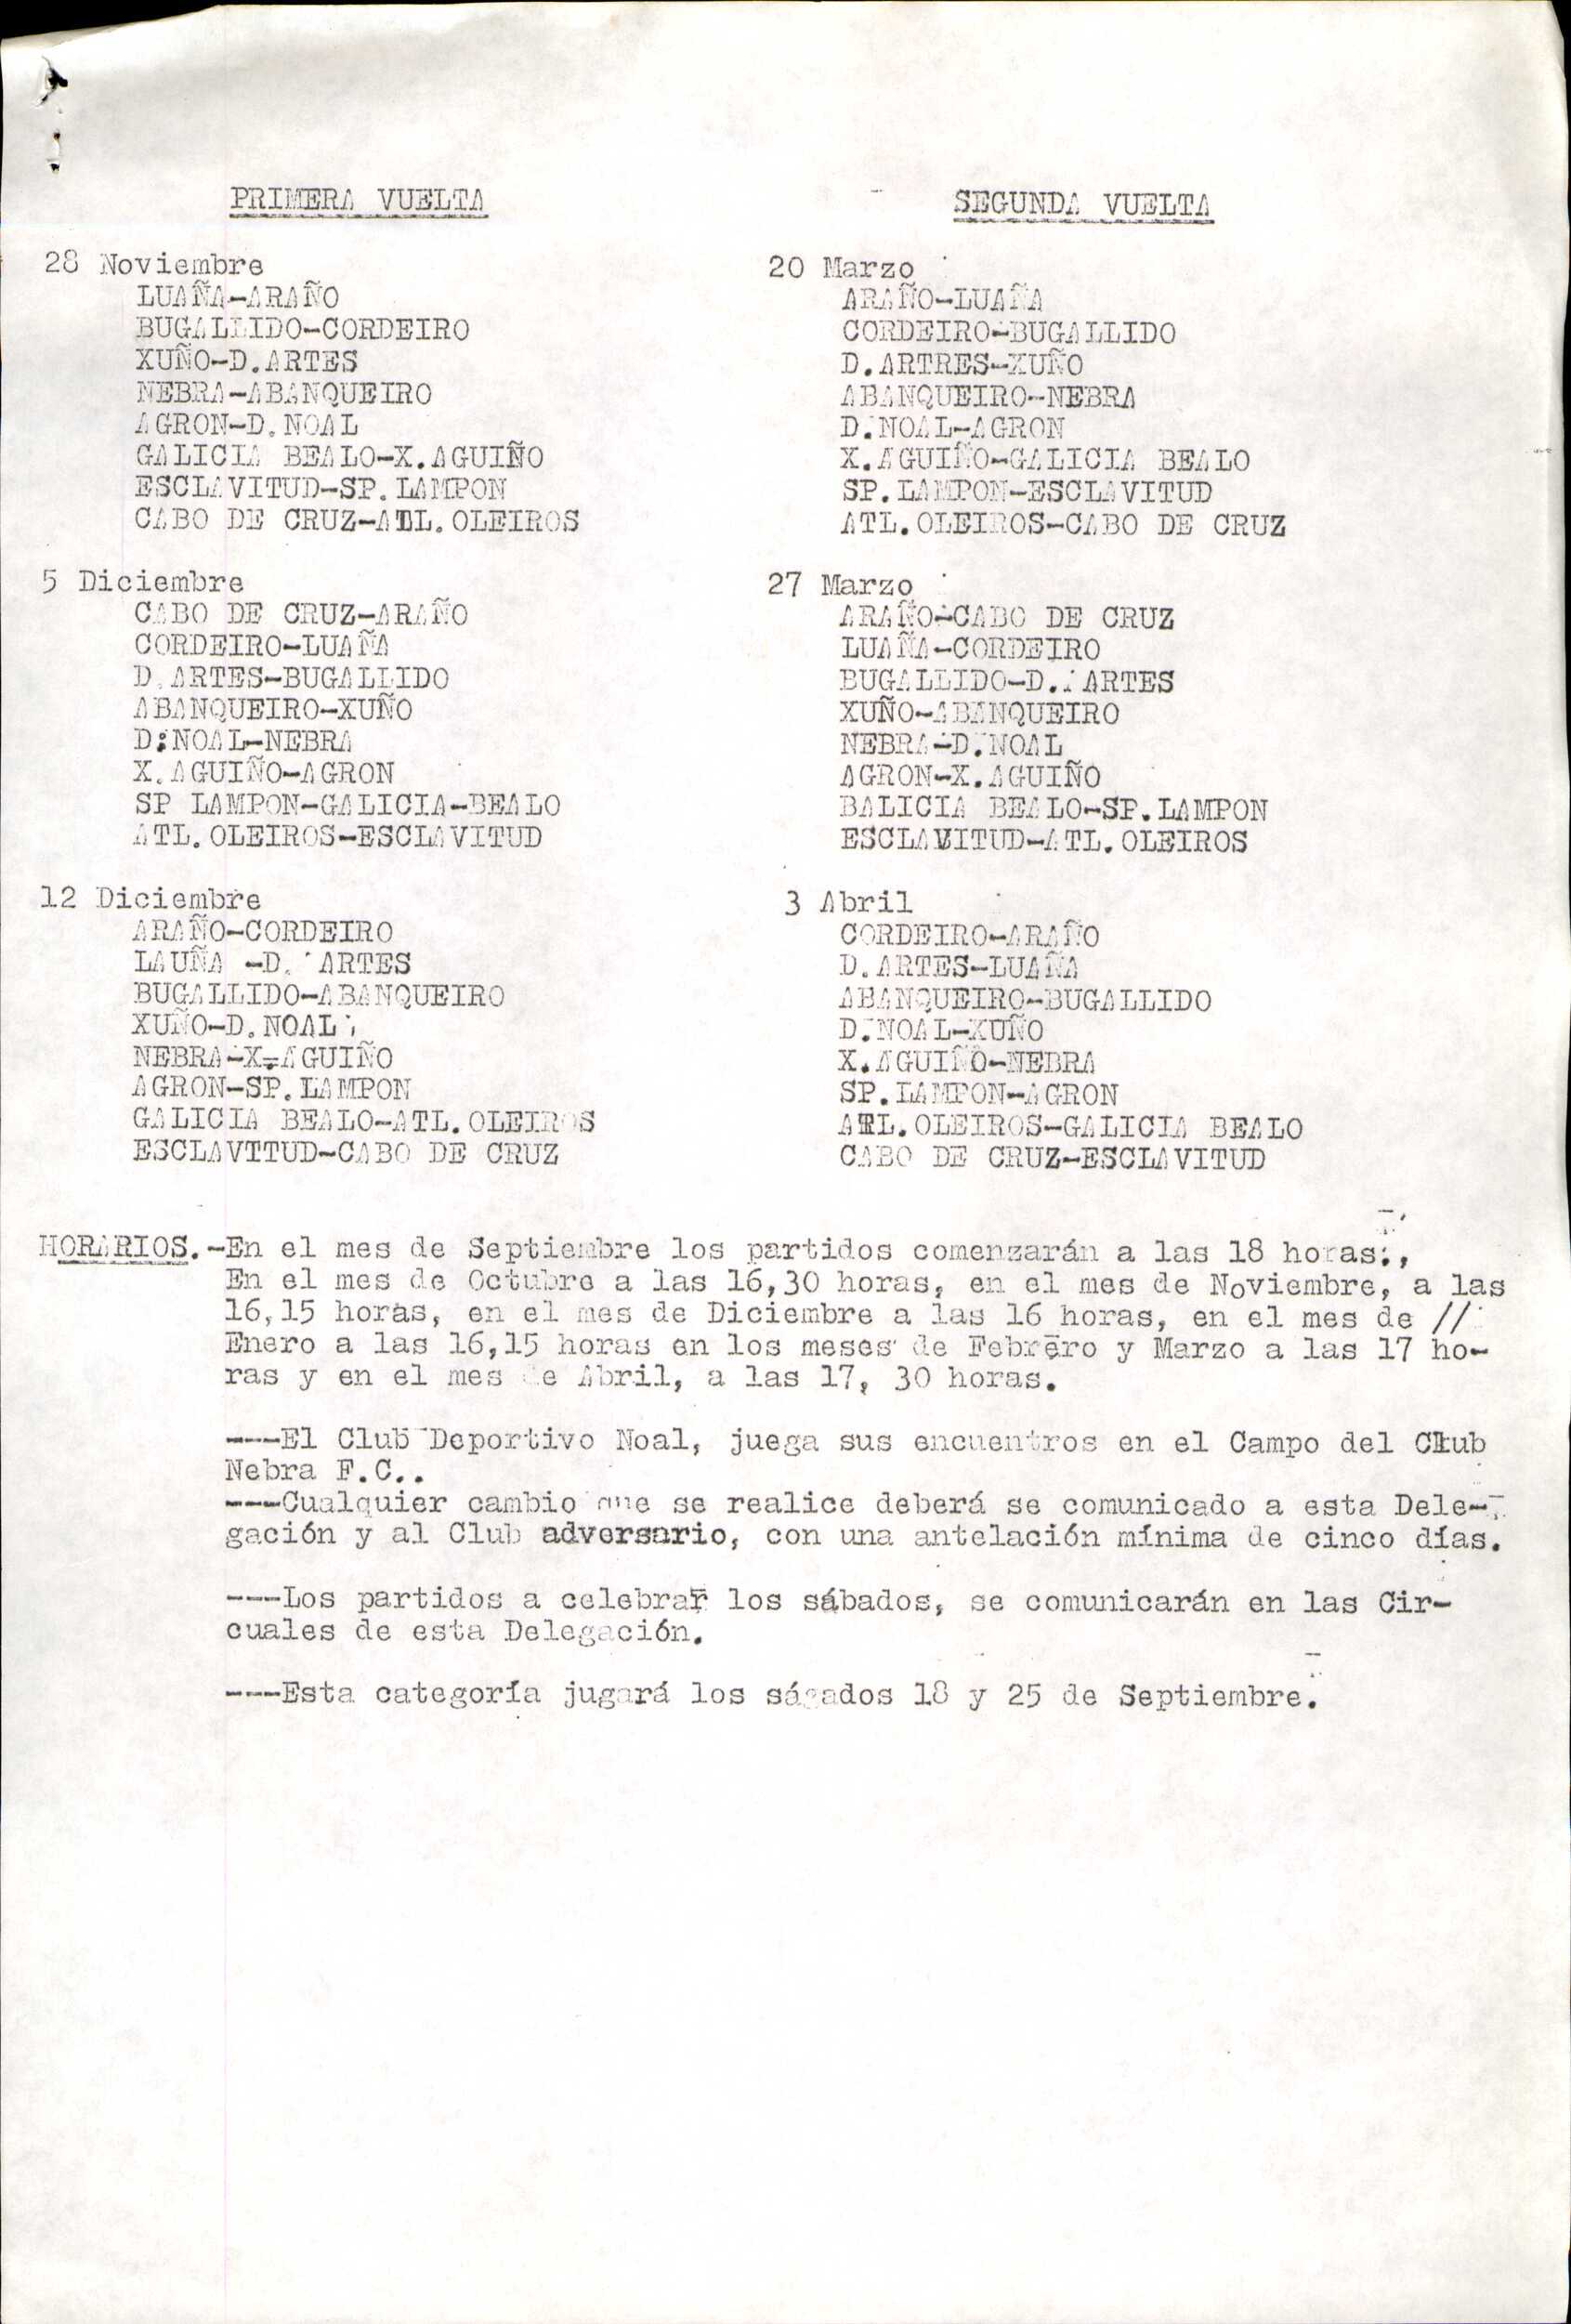 PRIMERA VUELTA
28 Noviembre
LUAÑA-ARAÑO
BUGALLIDO-CORDEIRO
XUÑO-D.ARTES
NEBRA-ABANQUEIRO
AGRON-D.NOAL
GALICIA BEALO-X.AGUIÑO
ESCLAVITUD-SP.LAMPON
CABO DE CRUZ-ATL.OLEIROS
5 Diciembre
CABO DE CRUZ-ARAÑO
CORDEIRO-LUAÑA
D.ARTES-BUGALLIDO
ABANQUEIRO-XUÑO
D:NOAL-NEBRA
X.AGUIÑO-AGRON
SP LAMPON-GALICIA-BEALO
ATL.OLEIROS-ESCLAVITUD
12 Diciembre
ARAÑO-CORDEIRO
LAUÑA -D. ARTES
BUGALLIDO-ABANQUEIRO
XUÑO-D.NOAL
NEBRA-X.AGUIÑO
AGRON-SP.LAMPON
GALICIA BEALO-ATL.OLEIROS
ESCLAVTTUD-CABO DE CRUZ
SEGUNDA VUELTA
20 Marzo
ARAÑO-LUAÑA
CORDEIRO-BUGALLIDO
D.ARTRES-XUÑO
ABANQUEIRO-NEBRA
D.NOAL-AGRON
X.AGUIÑO-GALICIA BEALO
SP.LAMPON-ESCLAVITUD
ATL.OLEIROS-CABO DE CRUZ
27 Marzo
ARAÑO-CABO DE CRUZ
LUAÑA-CORDEIRO
BUGALLIDO-D. ARTES
XUÑO-ABANQUEIRO
NEBRA-D.NOAL
AGRON-X.AGUIÑO
BALICIA BEALO-SP.LAMPON
ESCLAVITUD-ATL.OLEIROS
3 Abril
CORDEIRO-ARAÑO
D.ARTES-LUAÑA
ABANQUEIRO-BUGALLIDO
D.NOAL-XUÑO
X.AGUIÑO-NEBRA
SP.LAMPON-AGRON
ATL.OLEIROS-GALICIA BEALO
CABO DE CRUZ-ESCLAVITUD
HORARIOS.-En el mes de Septiembre los partidos comenzarán a las 18 horas.,
En el mes de Octubre a las 16,30 horas, en el mes de Noviembre, a las
16,15 horas, en el mes de Diciembre a las 16 horas, en el mes de //
Enero a las 16,15 horas en los meses de Febrero y Marzo a las 17 ho-
ras y en el mes de Abril, a las 17, 30 horas.
---El Club Deportivo Noal, juega sus encuentros en el Campo del Club
Nebra F.C..
---Cualquier cambio que se realice deberá se comunicado a esta Dele-
gación y al Club adversario, con una antelación mínima de cinco días.
---Los partidos a celebrar los sábados, se comunicarán en las Cir-
cuales de esta Delegación.
---Esta categoría jugará los ságados 18 y 25 de Septiembre.